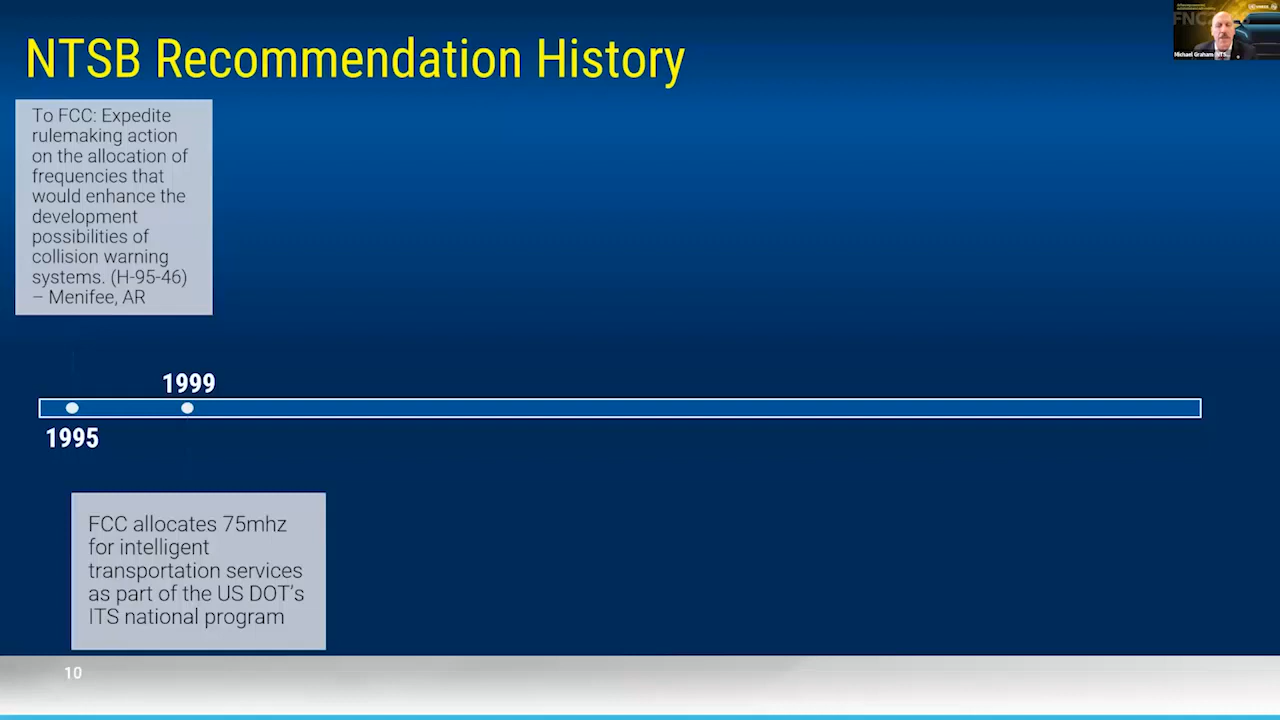 NTSB Recommendation History
To FCC: Expedite
rulemaking action
on the allocation of
frequencies that
would enhance the
development
possibilities of
collision warning
systems. (H-95-46)
– Menifee, AR
1999
1995
FCC allocates 75mhz
for intelligent
transportation services
as part of the US DOT's
ITS national program
10
Michael Graham